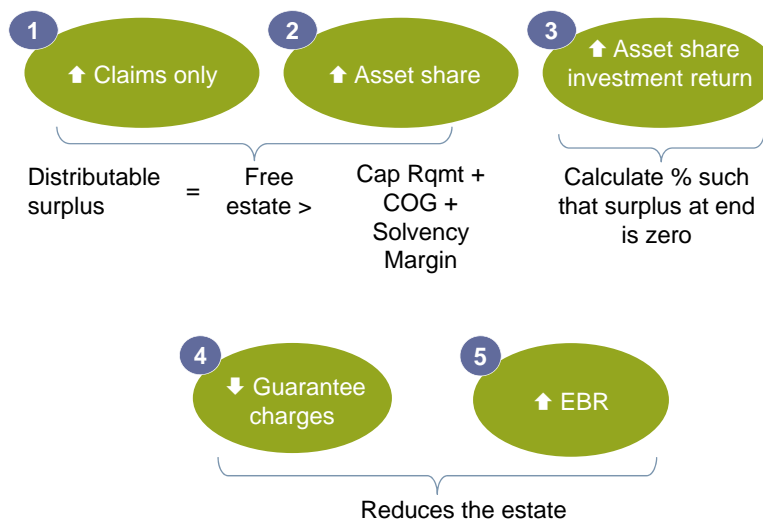 1
⬆ Claims only
2
⬆ Asset share
3
⬆ Asset share
investment return
Distributable
surplus
=
Free
estate >
Cap Rqmt +
COG +
Solvency
Margin
Calculate % such
that surplus at end
is zero
4
⬇ Guarantee
charges
5
⬆ EBR
Reduces the estate